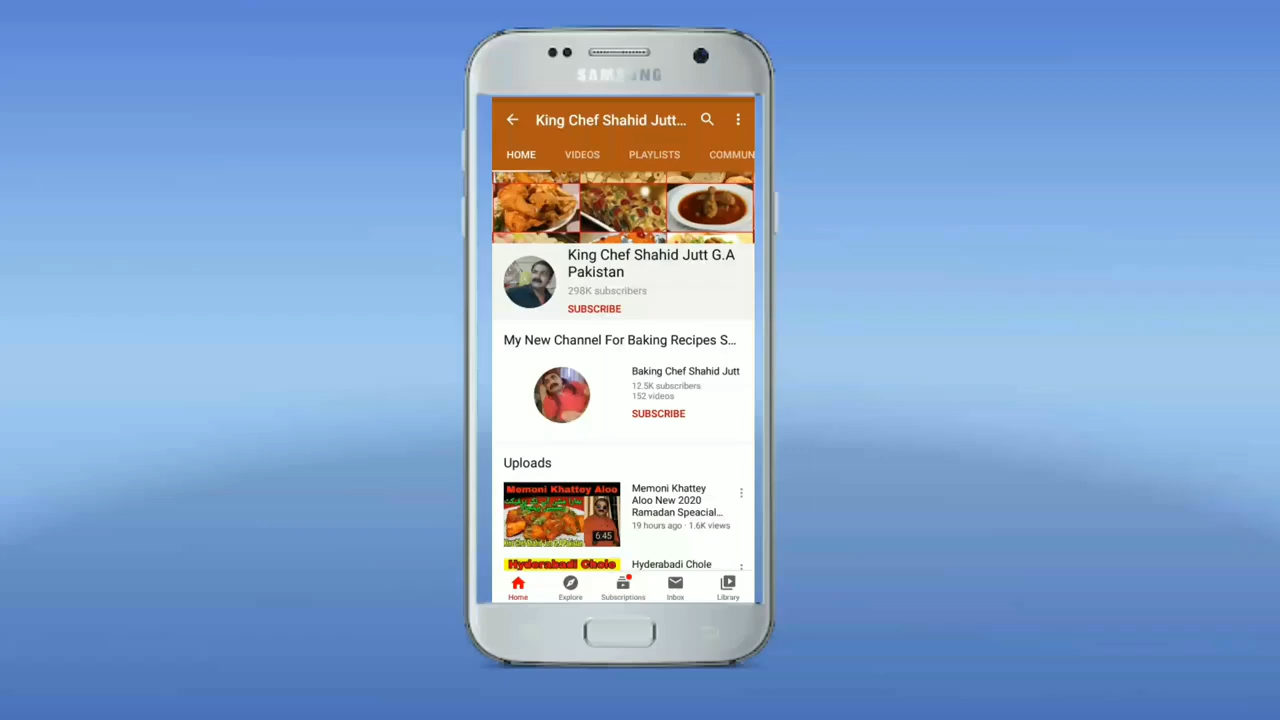 SAMSUNG
King Chef Shahid Jutt...
HOME VIDEOS PLAYLISTS COMMUN
King Chef Shahid Jutt G.A
Pakistan
298K subscribers
SUBSCRIBE
My New Channel For Baking Recipes S...
Baking Chef Shahid Jutt
12.5K subscribers
152 videos
SUBSCRIBE
Uploads
Memoni Khattey Aloo
6:45
Memoni Khattey
Aloo New 2020
Ramadan Speacial...
19 hours ago · 1.6K views
Hyderabadi Chole
Hyderabadi Chole
Home Explore Subscriptions Inbox Library